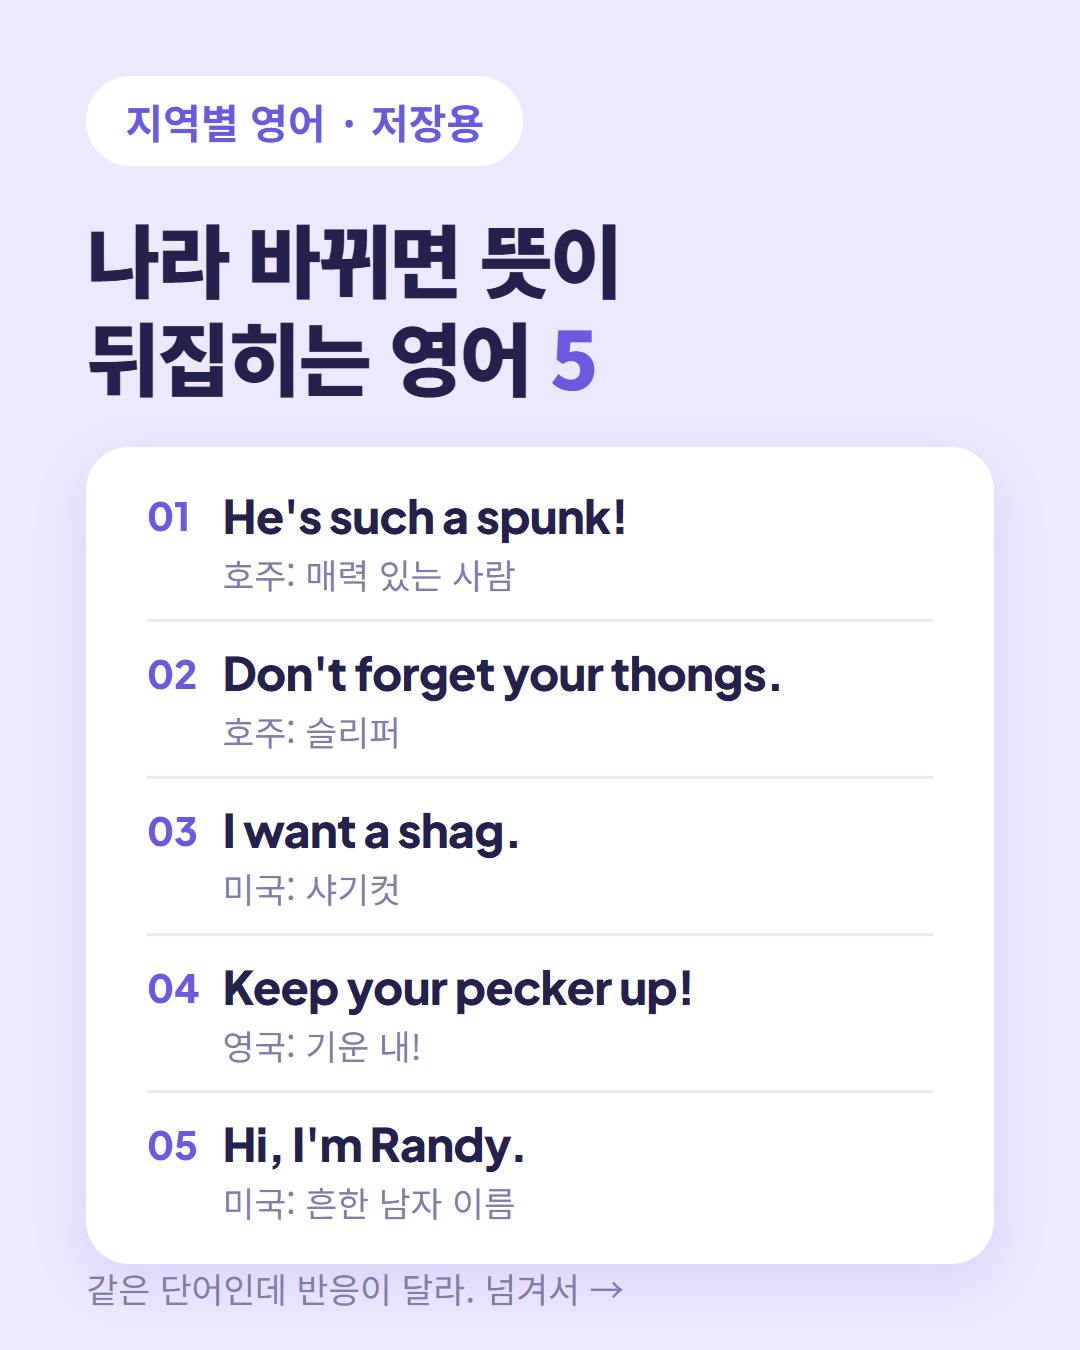 지역별 영어 · 저장용
나라 바뀌면 뜻이
뒤집히는 영어 5
01 He's such a spunk!
호주: 매력 있는 사람
02 Don't forget your thongs.
호주: 슬리퍼
03 I want a shag.
미국: 샤기컷
04 Keep your pecker up!
영국: 기운 내!
05 Hi, I'm Randy.
미국: 흔한 남자 이름
같은 단어인데 반응이 달라. 넘겨서 →